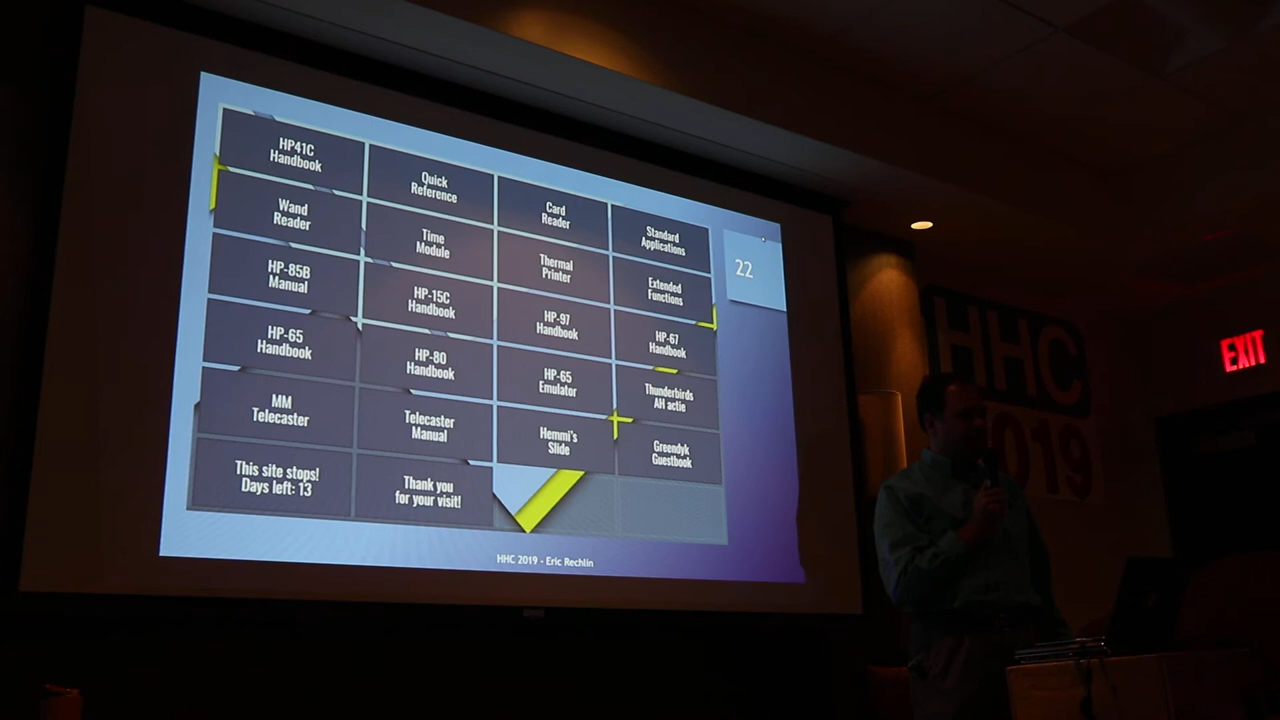 HP41C
Handbook
Quick
Reference
Card
Reader
Standard
Applications
Wand
Reader
Time
Module
Thermal
Printer
Extended
Functions
HP-85B
Manual
HP-15C
Handbook
HP-97
Handbook
HP-67
Handbook
HP-65
Handbook
HP-80
Handbook
HP-65
Emulator
Thunderbirds
AH actie
MM
Telecaster
Telecaster
Manual
Hemmi's
Slide
Greendyk
Guestbook
This site stops!
Days left: 13
Thank you
for your visit!
22
HHC 2019 - Eric Rechlin
HHC
2019
EXIT